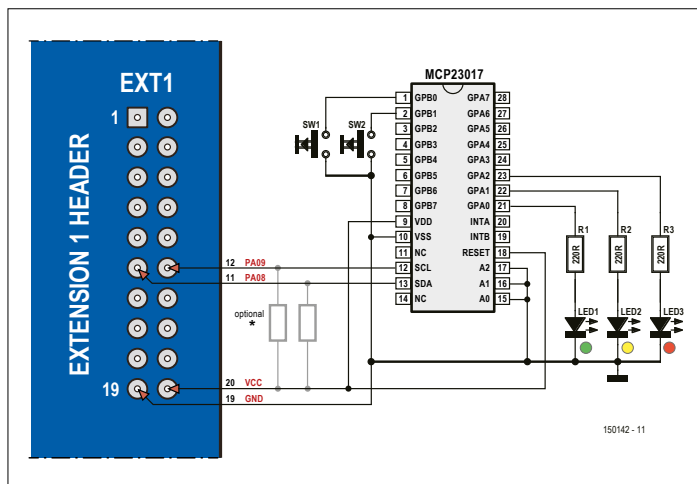 EXT1
1
EXTENSION 1 HEADER
19
12 PA09
11 PA08
20 VCC
19 GND
optional
*
SW1
SW2
MCP23017
1 GPB0 GPA7 28
2 GPB1 GPA6 27
3 GPB2 GPA5 26
4 GPB3 GPA4 25
5 GPB4 GPA3 24
6 GPB5 GPA2 23
7 GPB6 GPA1 22
8 GPB7 GPA0 21
9 VDD INTA 20
10 VSS INTB 19
11 NC RESET 18
12 SCL A2 17
13 SDA A1 16
14 NC A0 15
R1
R2
R3
220R
220R
220R
LED1
LED2
LED3
150142 - 11